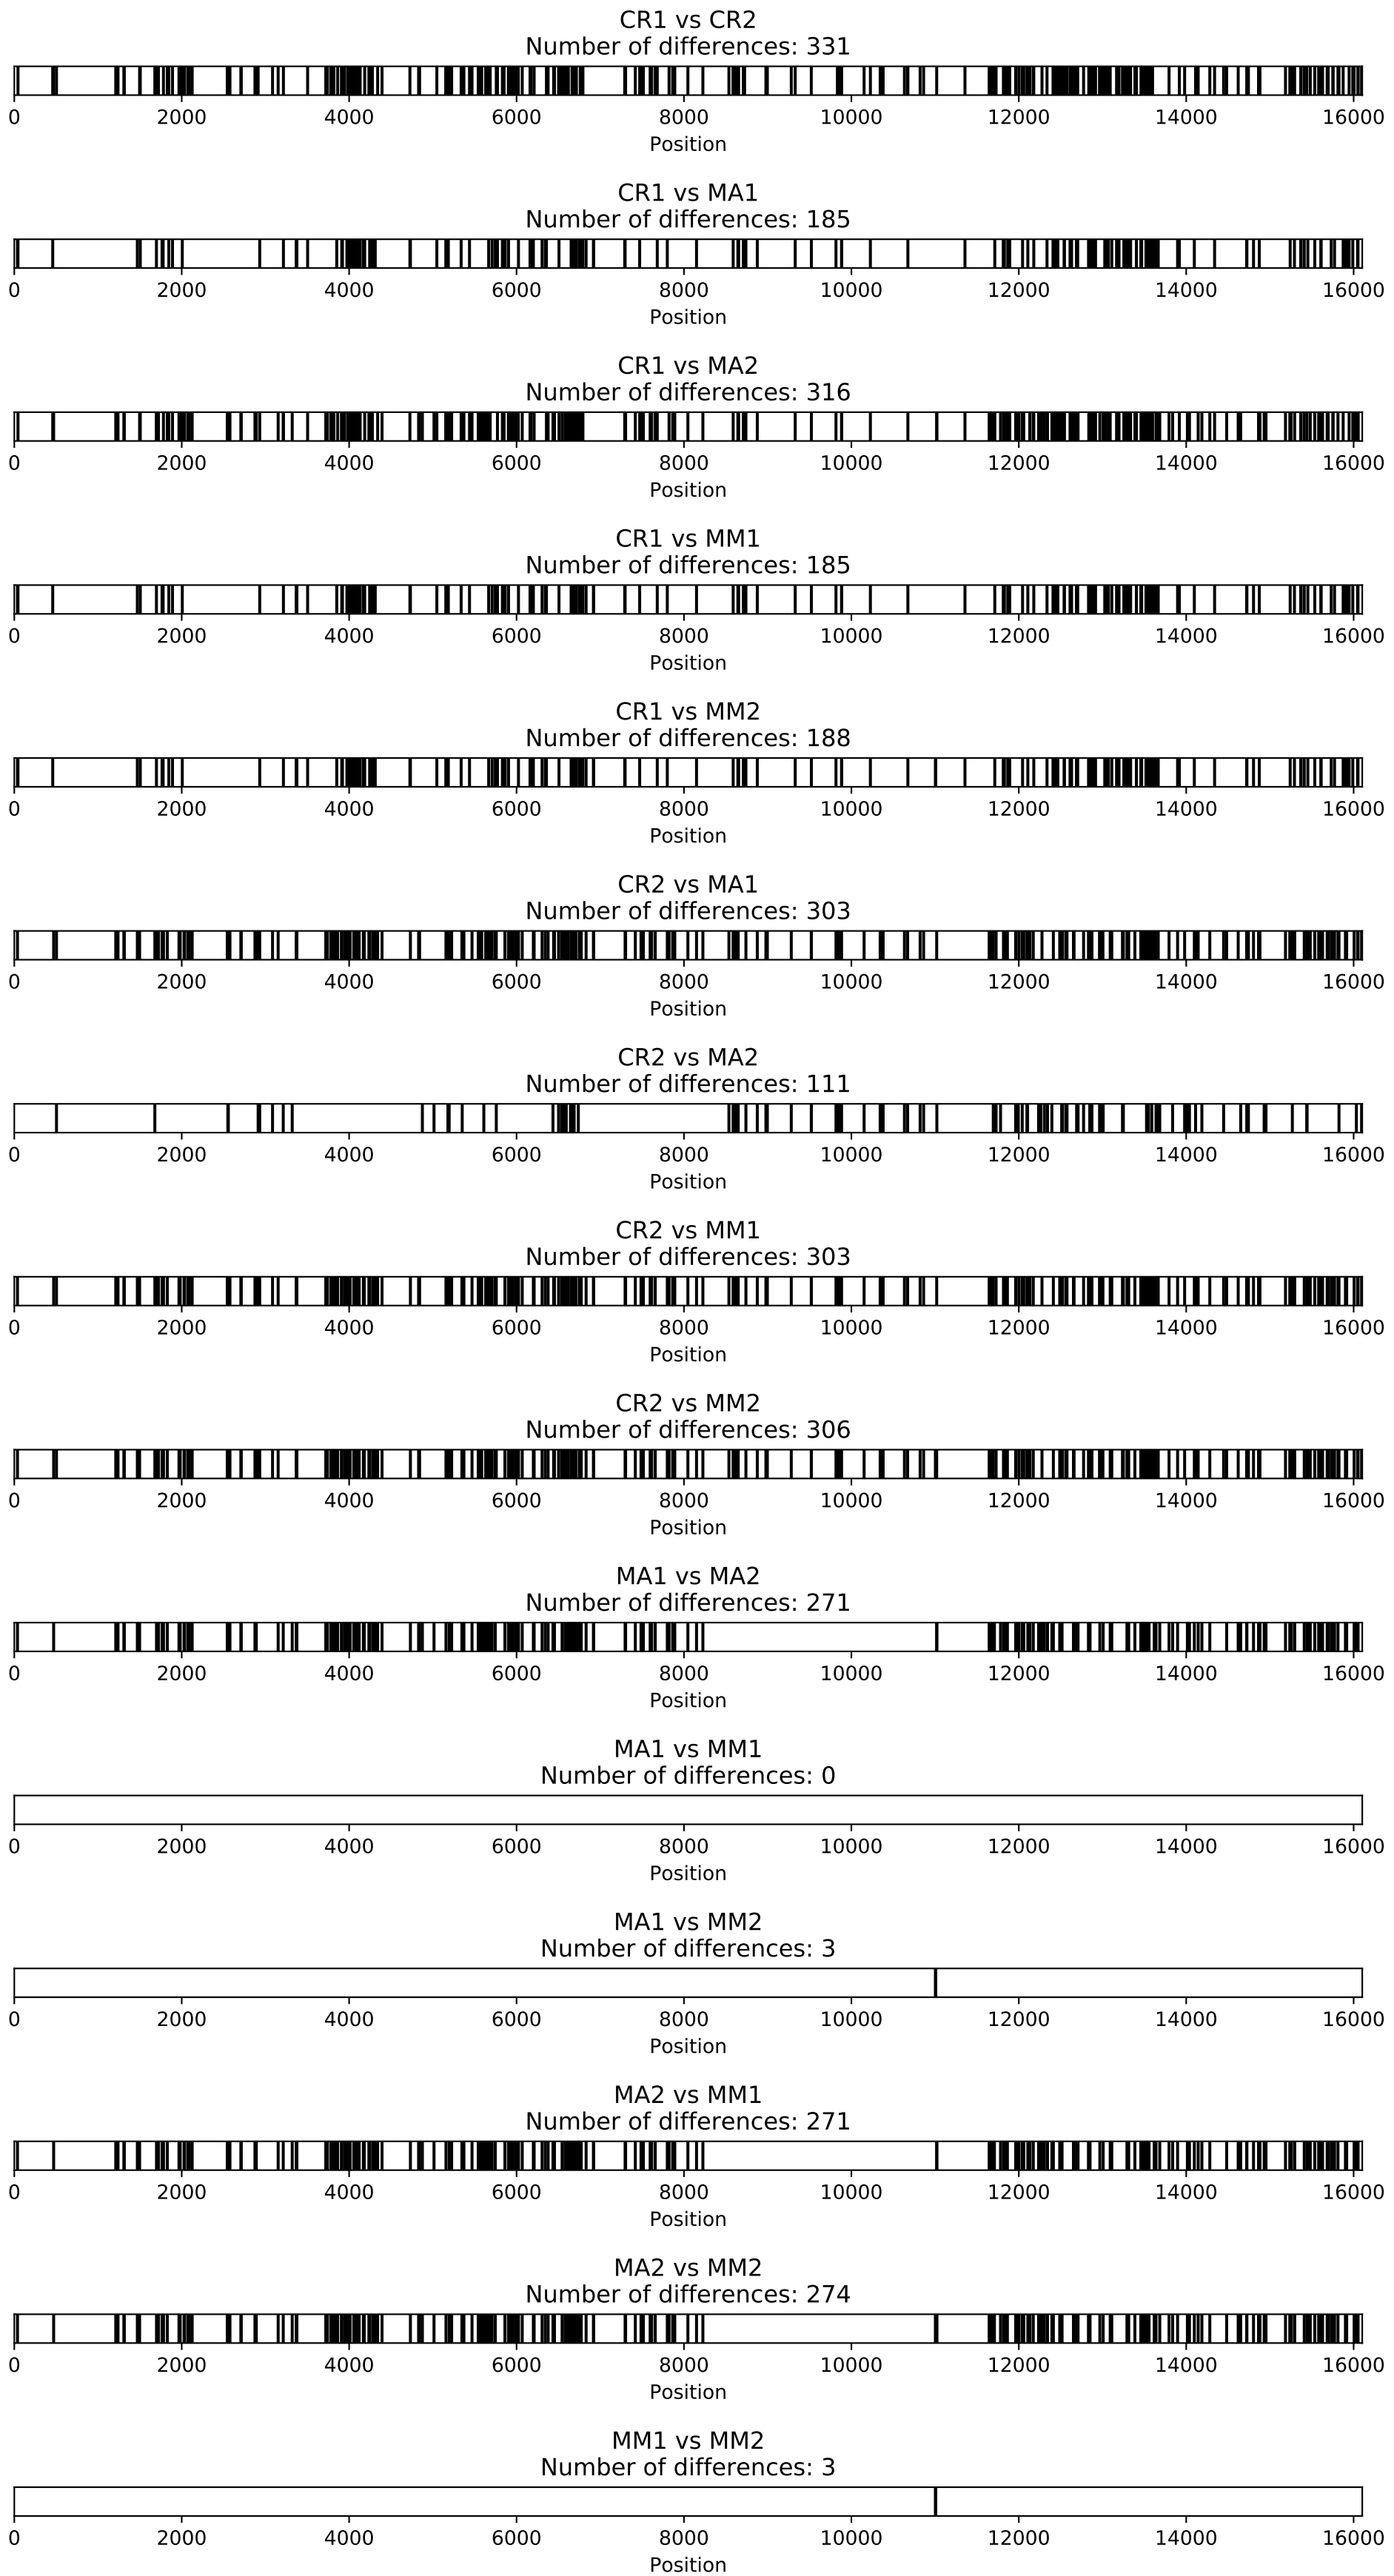 CR1 vs CR2
Number of differences: 331
0 2000 4000 6000 8000 10000 12000 14000 16000
Position
CR1 vs MA1
Number of differences: 185
0 2000 4000 6000 8000 10000 12000 14000 16000
Position
CR1 vs MA2
Number of differences: 316
0 2000 4000 6000 8000 10000 12000 14000 16000
Position
CR1 vs MM1
Number of differences: 185
0 2000 4000 6000 8000 10000 12000 14000 16000
Position
CR1 vs MM2
Number of differences: 188
0 2000 4000 6000 8000 10000 12000 14000 16000
Position
CR2 vs MA1
Number of differences: 303
0 2000 4000 6000 8000 10000 12000 14000 16000
Position
CR2 vs MA2
Number of differences: 111
0 2000 4000 6000 8000 10000 12000 14000 16000
Position
CR2 vs MM1
Number of differences: 303
0 2000 4000 6000 8000 10000 12000 14000 16000
Position
CR2 vs MM2
Number of differences: 306
0 2000 4000 6000 8000 10000 12000 14000 16000
Position
MA1 vs MA2
Number of differences: 271
0 2000 4000 6000 8000 10000 12000 14000 16000
Position
MA1 vs MM1
Number of differences: 0
0 2000 4000 6000 8000 10000 12000 14000 16000
Position
MA1 vs MM2
Number of differences: 3
0 2000 4000 6000 8000 10000 12000 14000 16000
Position
MA2 vs MM1
Number of differences: 271
0 2000 4000 6000 8000 10000 12000 14000 16000
Position
MA2 vs MM2
Number of differences: 274
0 2000 4000 6000 8000 10000 12000 14000 16000
Position
MM1 vs MM2
Number of differences: 3
0 2000 4000 6000 8000 10000 12000 14000 16000
Position